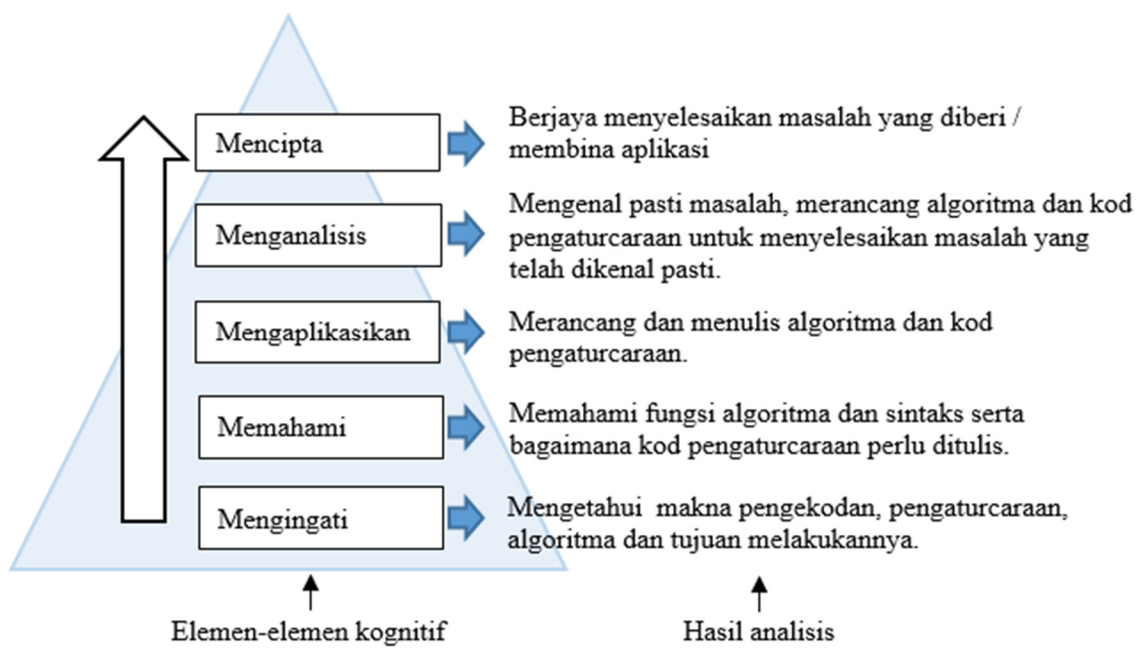 Mencipta
Berjaya menyelesaikan masalah yang diberi /
membina aplikasi
Menganalisis
Mengenal pasti masalah, merancang algoritma dan kod
pengaturcaraan untuk menyelesaikan masalah yang
telah dikenal pasti.
Mengaplikasikan
Merancang dan menulis algoritma dan kod
pengaturcaraan.
Memahami
Memahami fungsi algoritma dan sintaks serta
bagaimana kod pengaturcaraan perlu ditulis.
Mengingati
Mengetahui makna pengekodan, pengaturcaraan,
algoritma dan tujuan melakukannya.
Elemen-elemen kognitif
Hasil analisis